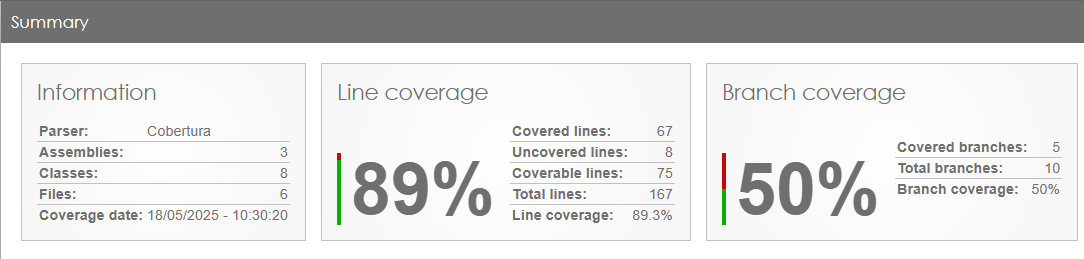 Summary
Information
Parser: Cobertura
Assemblies: 3
Classes: 8
Files: 6
Coverage date: 18/05/2025 - 10:30:20
Line coverage
89%
Covered lines: 67
Uncovered lines: 8
Coverable lines: 75
Total lines: 167
Line coverage: 89.3%
Branch coverage
50%
Covered branches: 5
Total branches: 10
Branch coverage: 50%